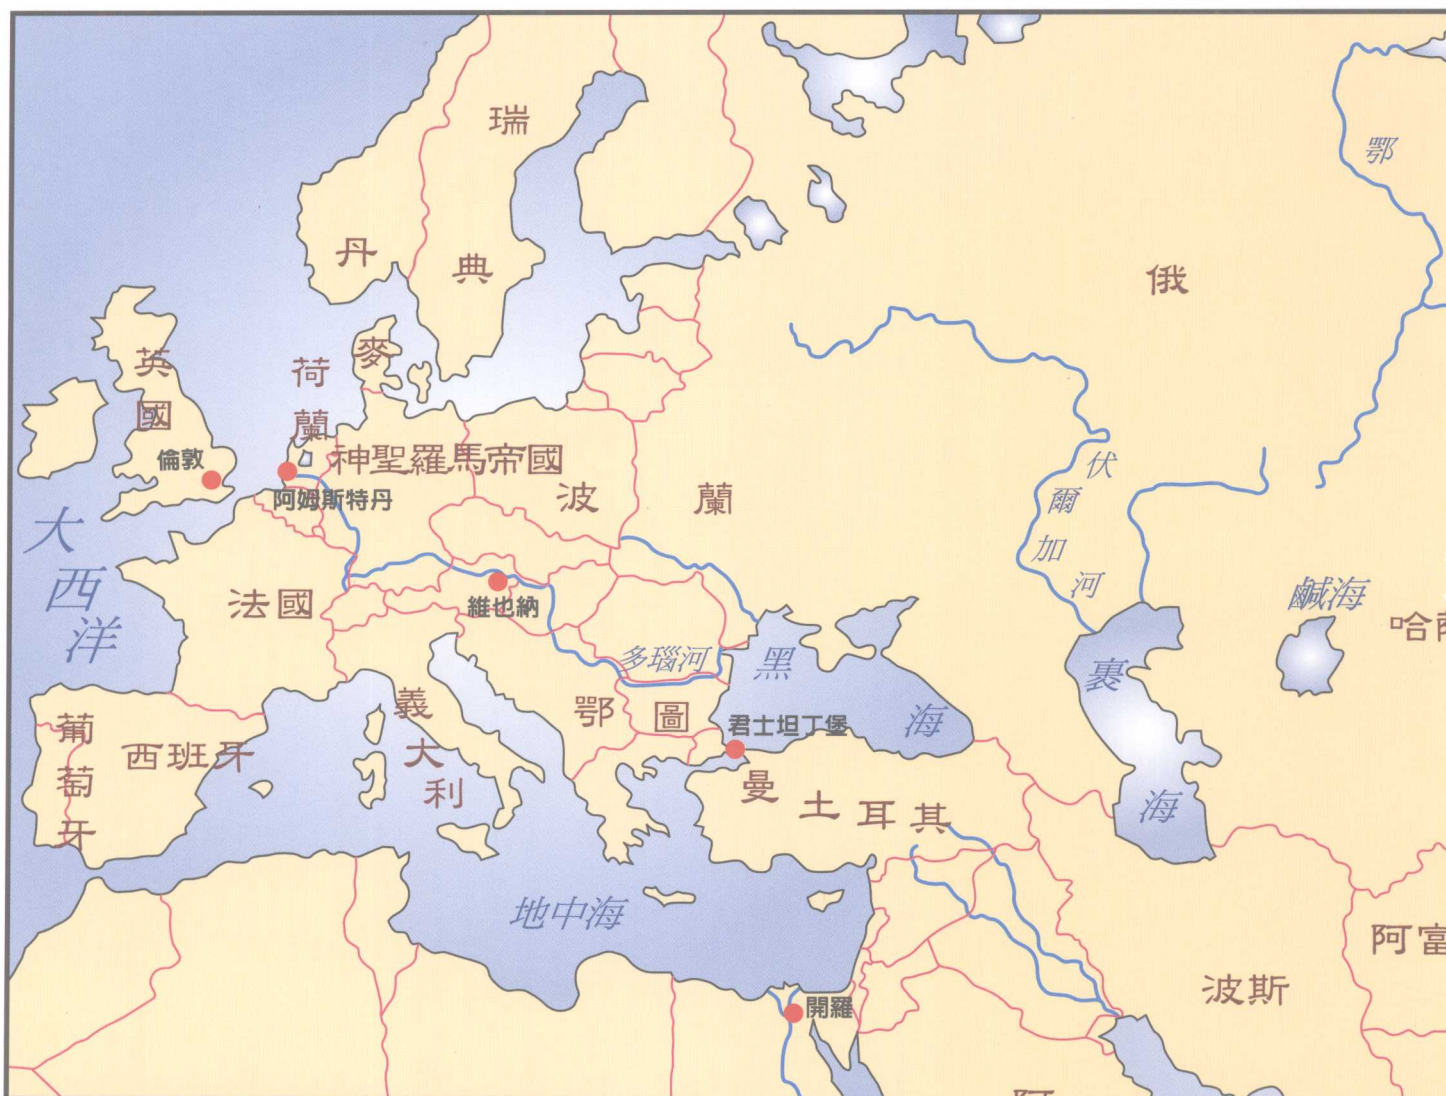 瑞典
丹麥
俄
鄂
英國
荷蘭
倫敦
神聖羅馬帝國
阿姆斯特丹
波蘭
大西洋
伏爾加河
法國
維也納
鹹海
哈薩
多瑙河
黑海
裏海
葡萄牙
西班牙
義大利
鄂圖曼土耳其
君士坦丁堡
地中海
阿富
波斯
開羅
阿